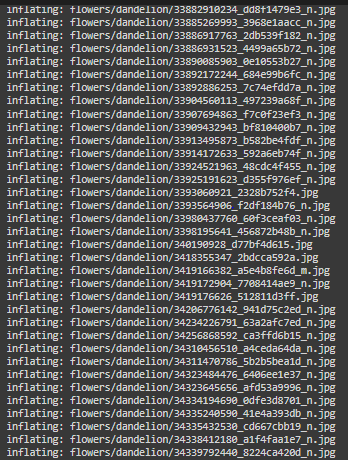 inflating: flowers/dandelion/33882910234_dd8f1479e3_n.jpg
inflating: flowers/dandelion/33885269993_3968e1aacc_n.jpg
inflating: flowers/dandelion/33886917763_2db539f182_n.jpg
inflating: flowers/dandelion/33886931523_4499a65b72_n.jpg
inflating: flowers/dandelion/33890085903_0e10553b27_n.jpg
inflating: flowers/dandelion/33892172244_684e99b6fc_n.jpg
inflating: flowers/dandelion/33892886253_7c74efdd7a_n.jpg
inflating: flowers/dandelion/33904560113_497239a68f_n.jpg
inflating: flowers/dandelion/33907694863_f7c0f23ef3_n.jpg
inflating: flowers/dandelion/33909432943_bf810400b7_n.jpg
inflating: flowers/dandelion/33913495873_b582be4fdf_n.jpg
inflating: flowers/dandelion/33914172633_592a6eb74f_n.jpg
inflating: flowers/dandelion/33924521963_48cdc4f455_n.jpg
inflating: flowers/dandelion/33925191623_d355f976ef_n.jpg
inflating: flowers/dandelion/3393060921_2328b752f4.jpg
inflating: flowers/dandelion/3393564906_f2df184b76_n.jpg
inflating: flowers/dandelion/33980437760_60f3ceaf03_n.jpg
inflating: flowers/dandelion/3398195641_456872b48b_n.jpg
inflating: flowers/dandelion/340190928_d77bf4d615.jpg
inflating: flowers/dandelion/3418355347_2bdcca592a.jpg
inflating: flowers/dandelion/3419166382_a5e4b8fe6d_m.jpg
inflating: flowers/dandelion/3419172904_7708414ae9_n.jpg
inflating: flowers/dandelion/3419176626_512811d3ff.jpg
inflating: flowers/dandelion/34206776142_941d75c2ed_n.jpg
inflating: flowers/dandelion/34234226791_63a2afc7ed_n.jpg
inflating: flowers/dandelion/34256868592_ca3ffd6b15_n.jpg
inflating: flowers/dandelion/34310456510_a4ceda64da_n.jpg
inflating: flowers/dandelion/34311470786_5b2b5bea1d_n.jpg
inflating: flowers/dandelion/34323484476_6406ee1e37_n.jpg
inflating: flowers/dandelion/34323645656_afd53a9996_n.jpg
inflating: flowers/dandelion/34334194690_0dfe3d8701_n.jpg
inflating: flowers/dandelion/34335240590_41e4a393db_n.jpg
inflating: flowers/dandelion/34335432530_cd667cbb19_n.jpg
inflating: flowers/dandelion/34338412180_a1f4faa1e7_n.jpg
inflating: flowers/dandelion/34339792440_8224ca420d_n.jpg